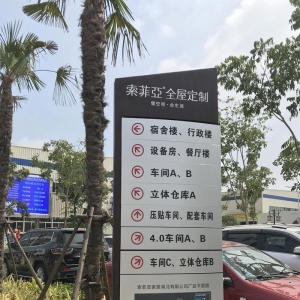 索菲亞®全屋定制
宿舍楼、行政楼
设备房、餐厅楼
车间A、B
立体仓库A
压贴车间、配套车间
4.0车间A、B
车间C、立体仓库B